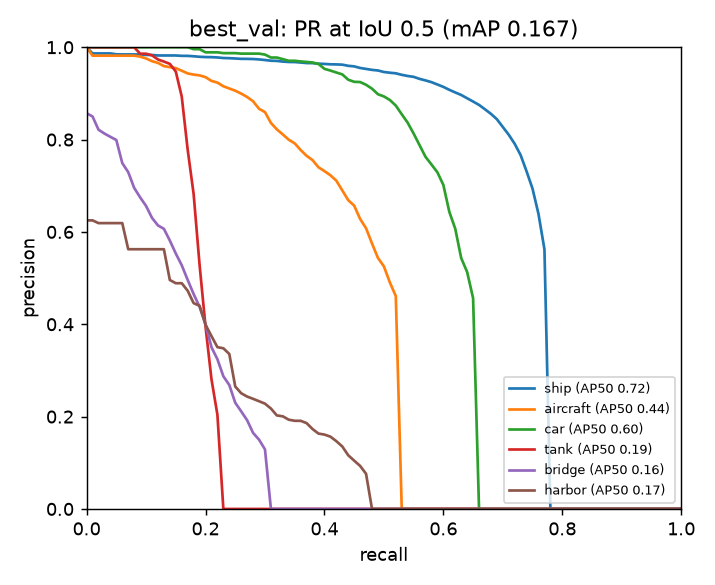 best_val: PR at IoU 0.5 (mAP 0.167)
precision
1.0
0.8
0.6
0.4
0.2
0.0
0.0 0.2 0.4 0.6 0.8 1.0
recall
ship (AP50 0.72)
aircraft (AP50 0.44)
car (AP50 0.60)
tank (AP50 0.19)
bridge (AP50 0.16)
harbor (AP50 0.17)